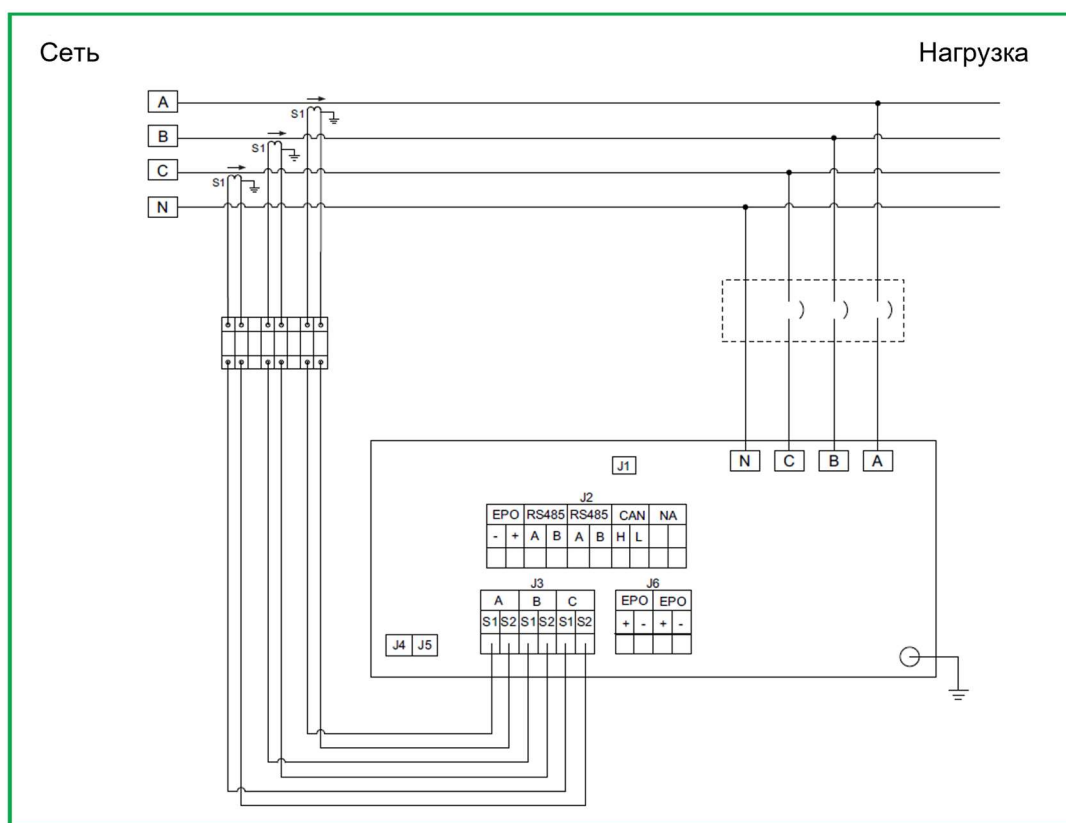 Сеть Нагрузка
A
S1
B
S1
C
S1
N
N C B A
J1
J2
EPO RS485 RS485 CAN NA
- + A B A B H L
J3 J6
A B C EPO EPO
S1 S2 S1 S2 S1 S2 + - + -
J4 J5